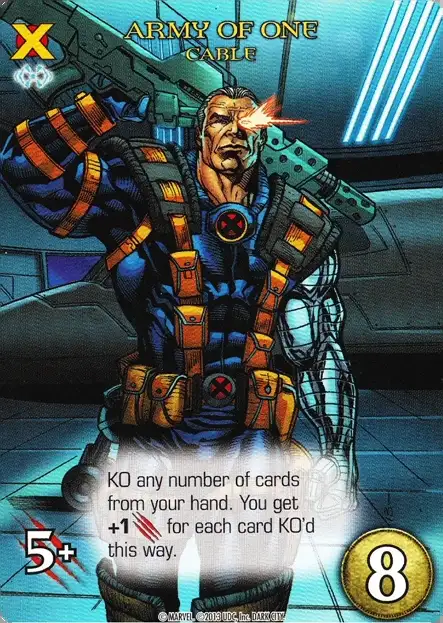 ARMY OF ONE
CABLE
X
KO any number of cards
from your hand. You get
+1 for each card KO'd
this way.
5+
8
© MARVEL ©2013 UDC, Inc. DARK CITY.